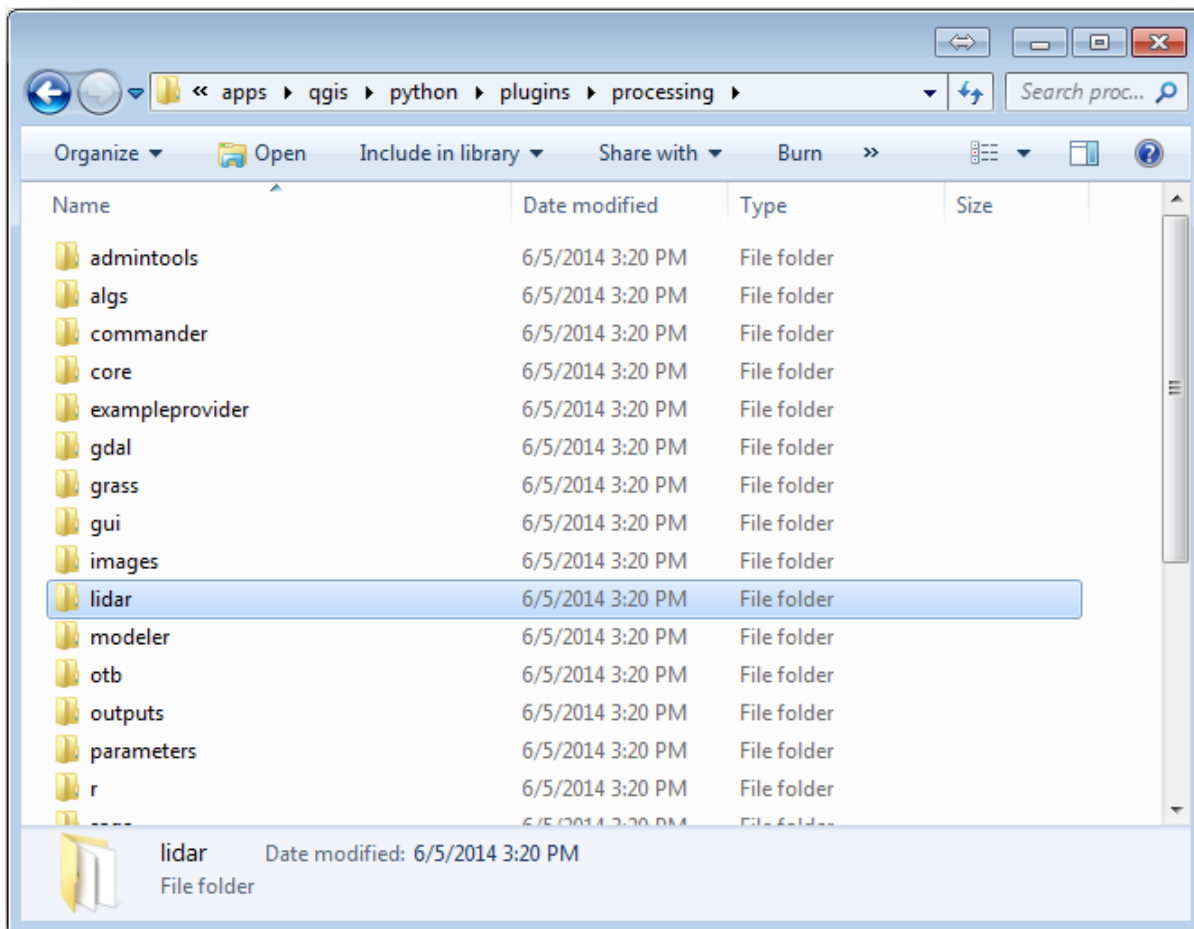 « apps ▸ qgis ▸ python ▸ plugins ▸ processing ▸ Search proc...
Organize Open Include in library Share with Burn »
Name Date modified Type Size
admintools 6/5/2014 3:20 PM File folder
algs 6/5/2014 3:20 PM File folder
commander 6/5/2014 3:20 PM File folder
core 6/5/2014 3:20 PM File folder
exampleprovider 6/5/2014 3:20 PM File folder
gdal 6/5/2014 3:20 PM File folder
grass 6/5/2014 3:20 PM File folder
gui 6/5/2014 3:20 PM File folder
images 6/5/2014 3:20 PM File folder
lidar 6/5/2014 3:20 PM File folder
modeler 6/5/2014 3:20 PM File folder
otb 6/5/2014 3:20 PM File folder
outputs 6/5/2014 3:20 PM File folder
parameters 6/5/2014 3:20 PM File folder
r 6/5/2014 3:20 PM File folder
6/5/2014 3:20 PM File folder
lidar Date modified: 6/5/2014 3:20 PM
File folder